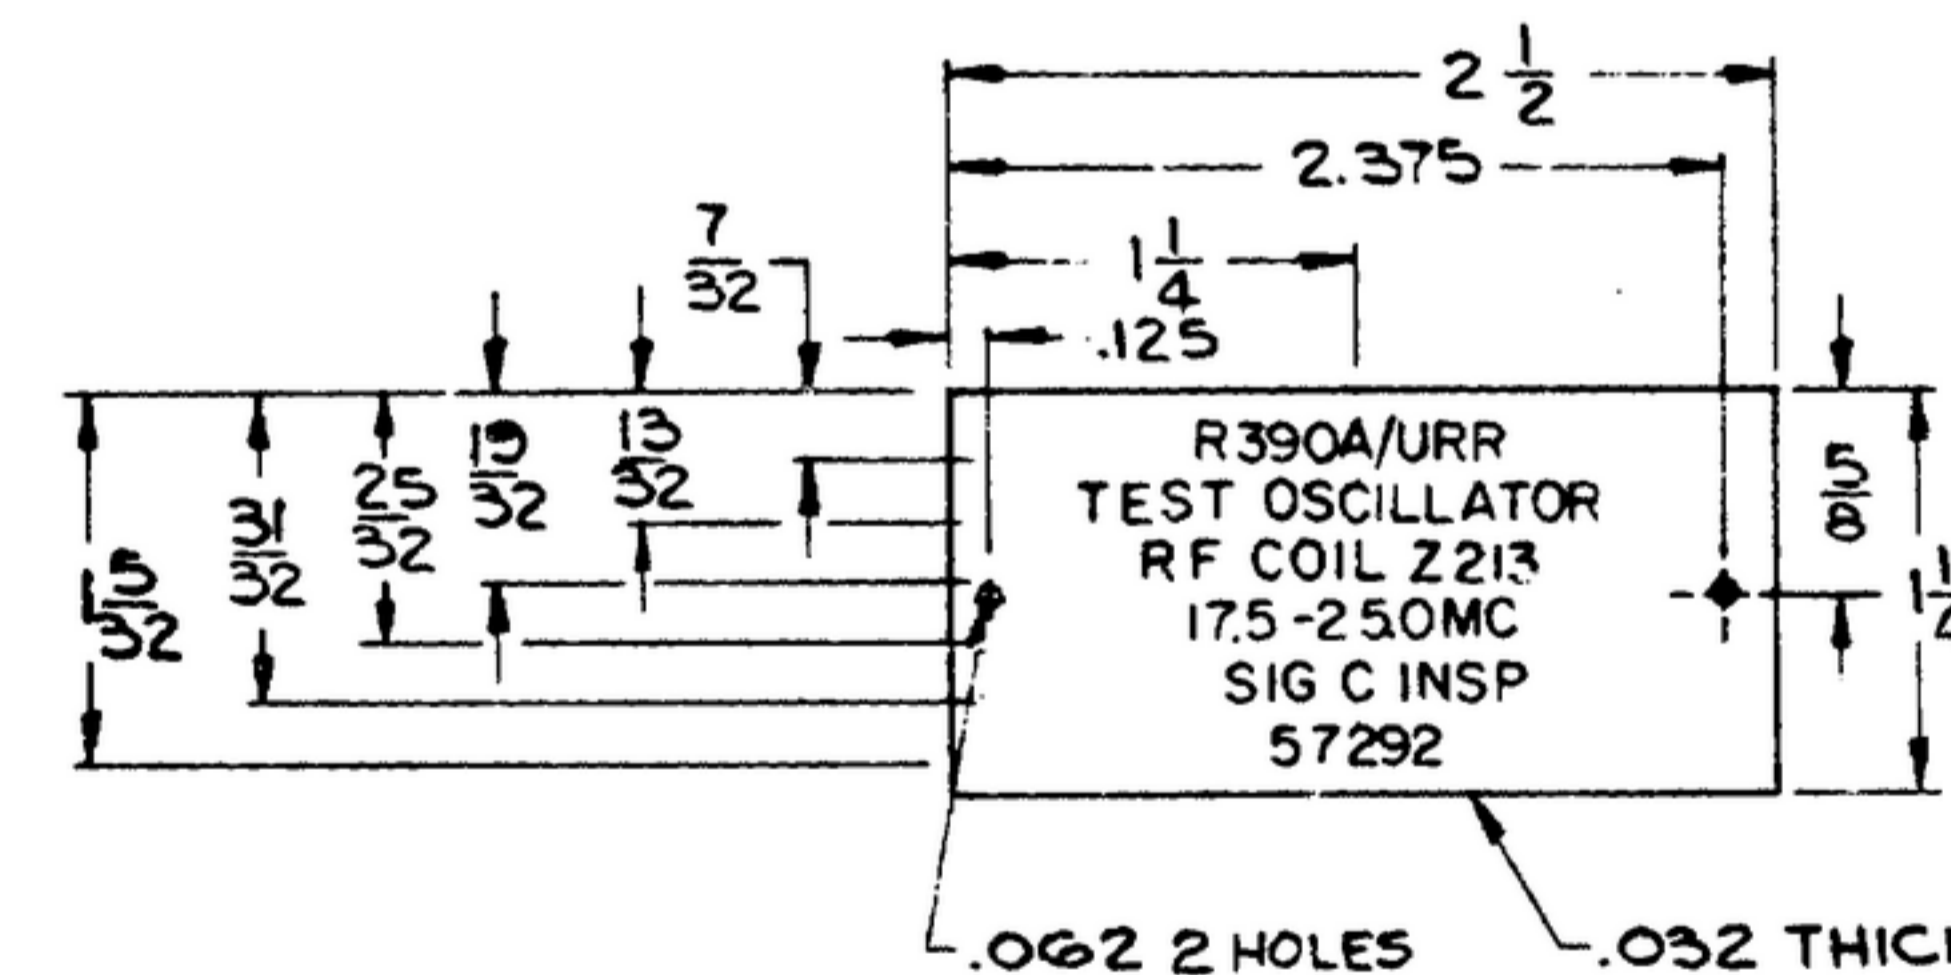 2 1/2
2.375
7/32
1 1/4
.125
19/32
13/32
25/32
31/32
1 5/32
5/8
R390A/URR
TEST OSCILLATOR
RF COIL Z213
17.5-25.0MC
SIG C INSP
57292
.062 2 HOLES
.032